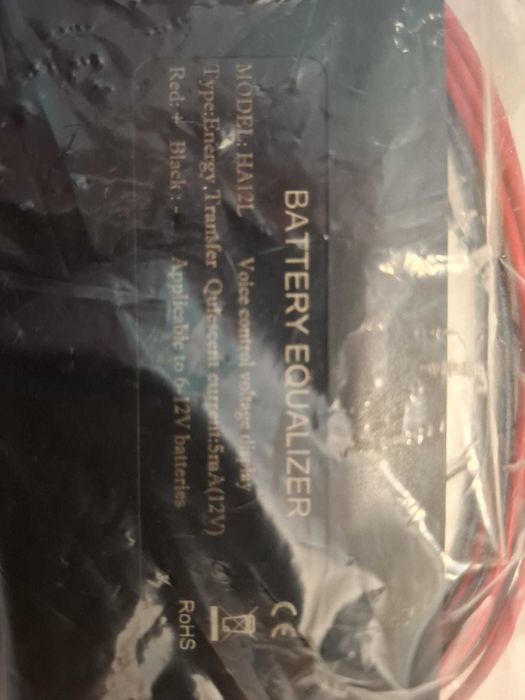 BATTERY EQUALIZER
MODEL: HA12L Voice control voltage display
Type:Energy Transfer Quiescent current:5mA(12V)
Red: + Black: - Applicable to 6-12V batteries
CE
RoHS